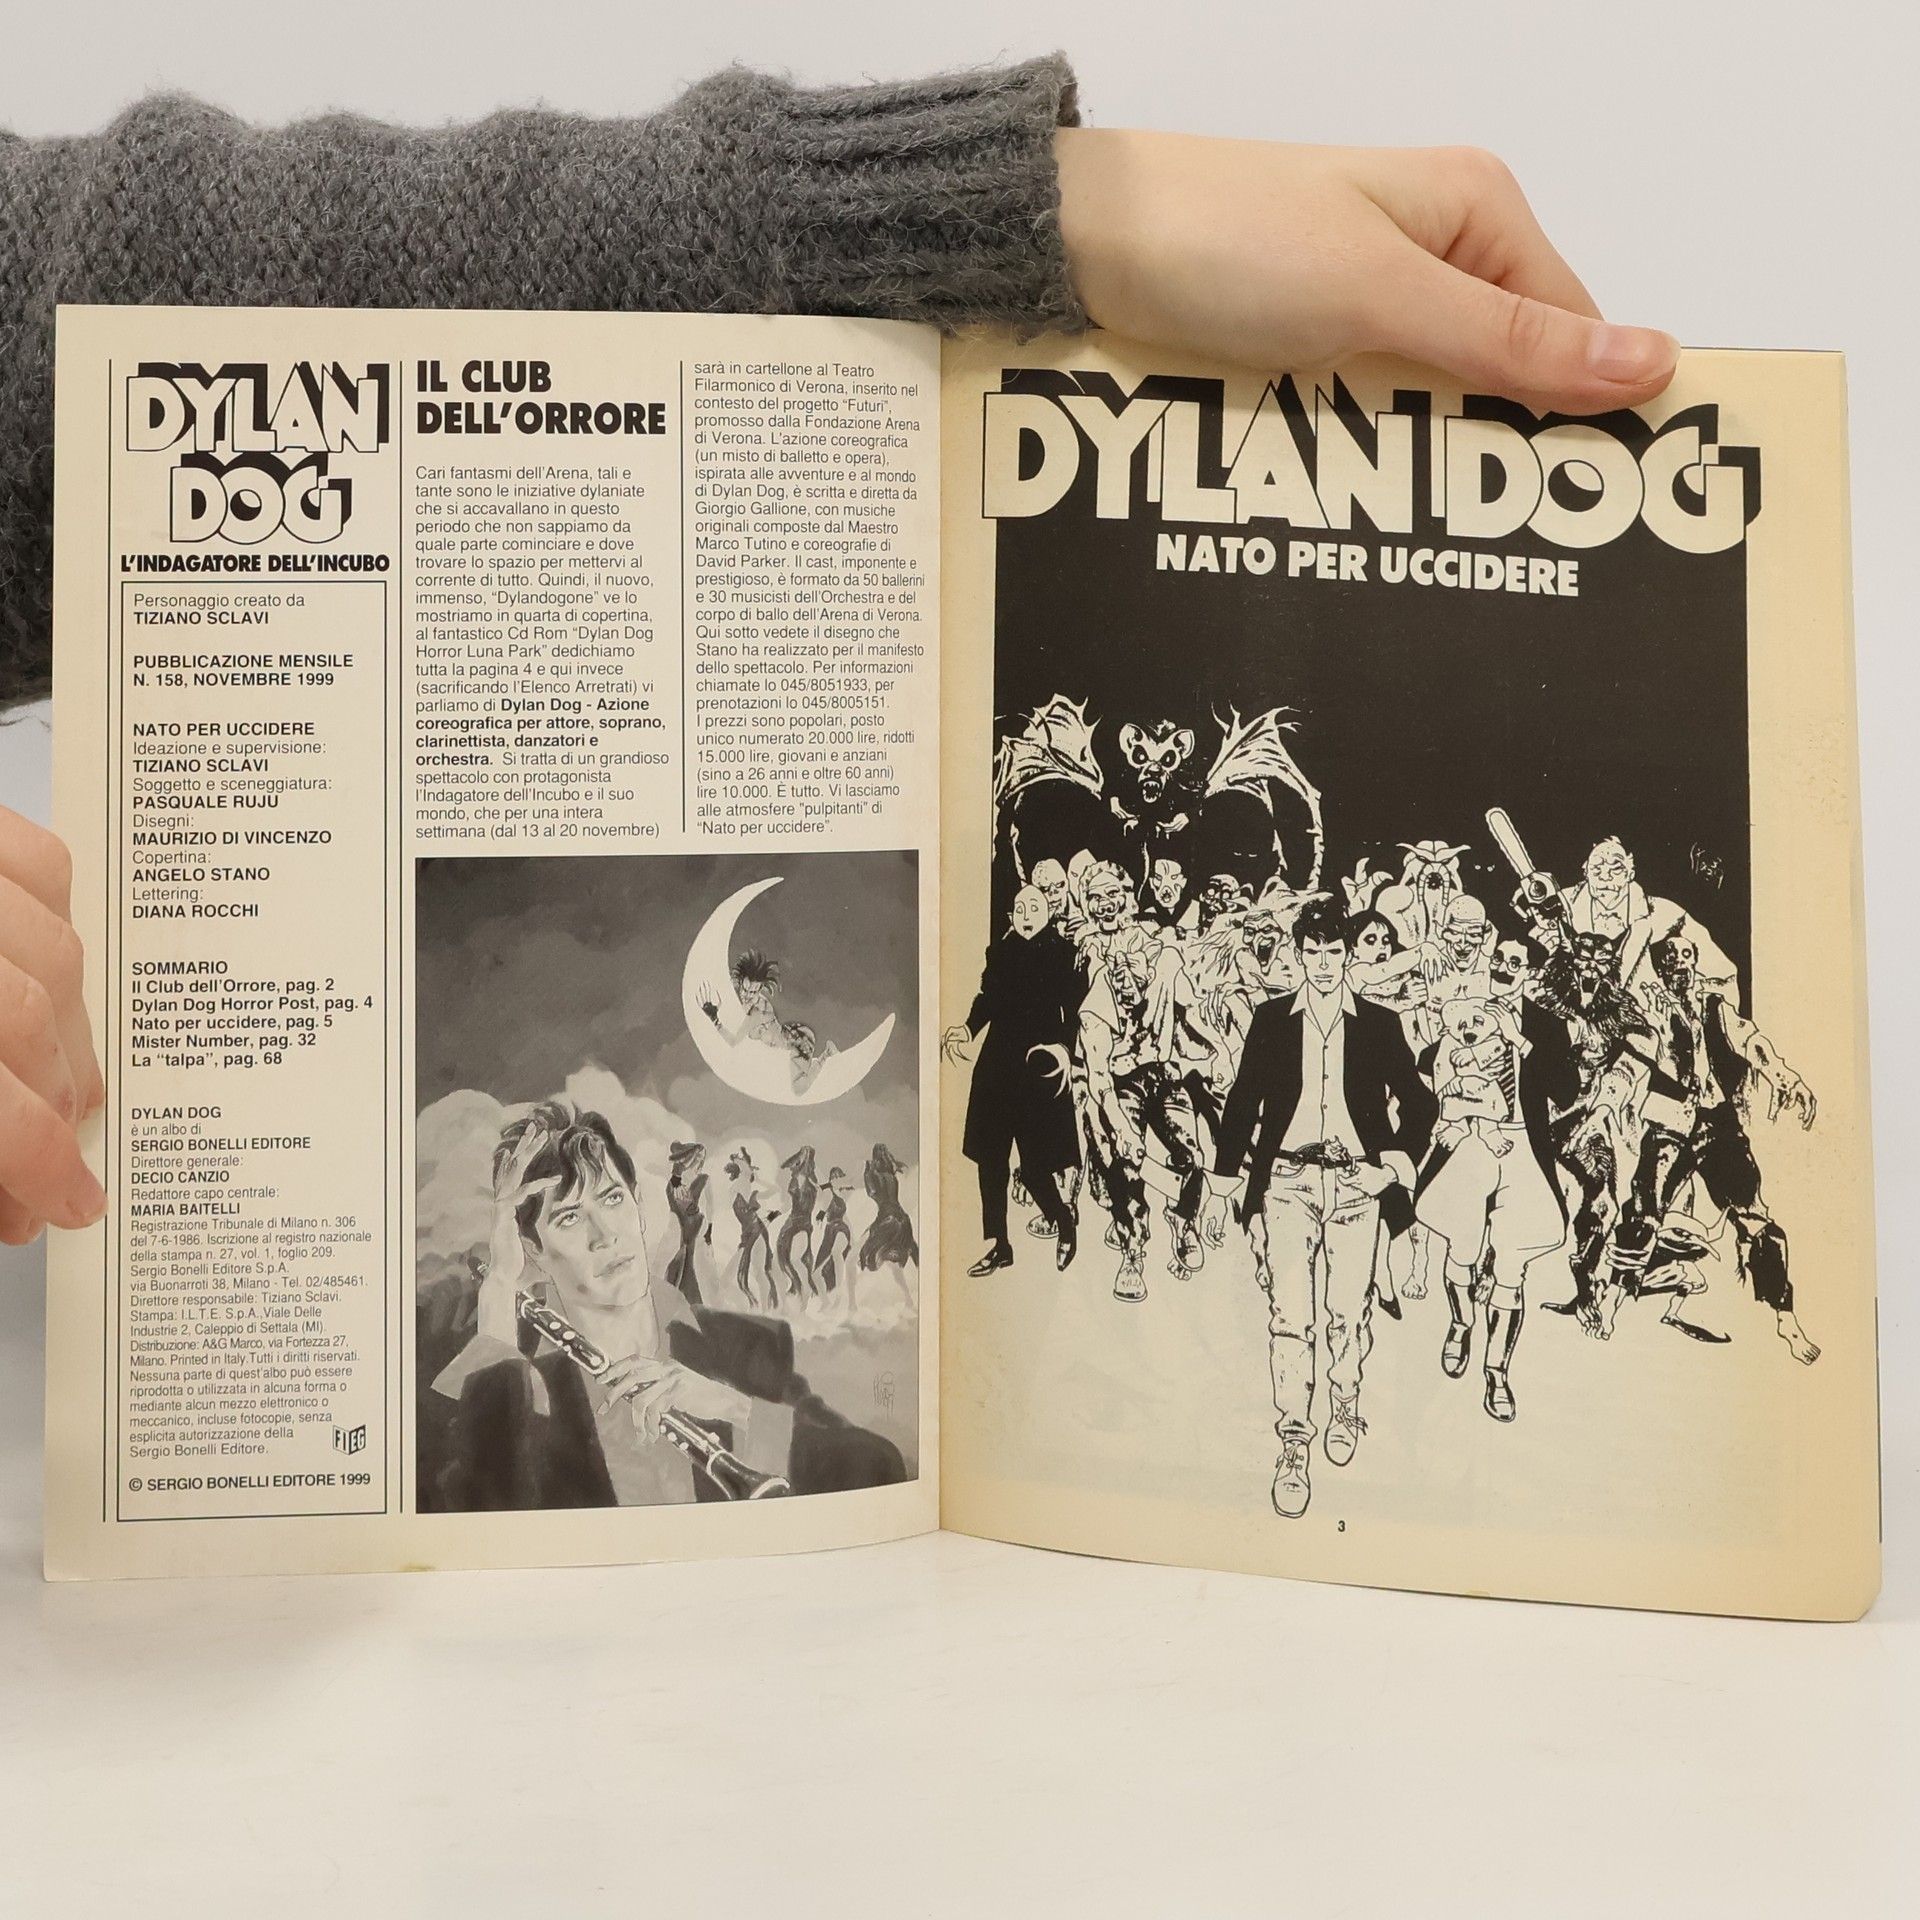 DYLAN
DOG
L'INDAGATORE DELL'INCUBO
Personaggio creato da
TIZIANO SCLAVI
PUBBLICAZIONE MENSILE
N. 158, NOVEMBRE 1999
NATO PER UCCIDERE
Ideazione e supervisione:
TIZIANO SCLAVI
Soggetto e sceneggiatura:
PASQUALE RUJU
Disegni:
MAURIZIO DI VINCENZO
Copertina:
ANGELO STANO
Lettering:
DIANA ROCCHI
SOMMARIO
Il Club dell'Orrore, pag. 2
Dylan Dog Horror Post, pag. 4
Nato per uccidere, pag. 5
Mister Number, pag. 32
La "talpa", pag. 68
DYLAN DOG
è un albo di
SERGIO BONELLI EDITORE
Direttore generale:
DECIO CANZIO
Redattore capo centrale:
MARIA BAITELLI
Registrazione Tribunale di Milano n. 306
del 7-6-1986. Iscrizione al registro nazionale
della stampa n. 27, vol. 1, foglio 209.
Sergio Bonelli Editore S.p.A.
via Buonarroti 38, Milano - Tel. 02/485461.
Direttore responsabile: Tiziano Sclavi.
Stampa: I.L.T.E. S.p.A.,Viale Delle
Industrie 2, Caleppio di Settala (MI).
Distribuzione: A&G Marco, via Fortezza 27,
Milano. Printed in Italy.Tutti i diritti riservati.
Nessuna parte di quest'albo può essere
riprodotta o utilizzata in alcuna forma o
mediante alcun mezzo elettronico o
meccanico, incluse fotocopie, senza
esplicita autorizzazione della
Sergio Bonelli Editore.
FIEG
© SERGIO BONELLI EDITORE 1999
IL CLUB
DELL'ORRORE
Cari fantasmi dell'Arena, tali e
tante sono le iniziative dylaniate
che si accavallano in questo
periodo che non sappiamo da
quale parte cominciare e dove
trovare lo spazio per mettervi al
corrente di tutto. Quindi, il nuovo,
immenso, "Dylandogone" ve lo
mostriamo in quarta di copertina,
al fantastico Cd Rom "Dylan Dog
Horror Luna Park" dedichiamo
tutta la pagina 4 e qui invece
(sacrificando l'Elenco Arretrati) vi
parliamo di Dylan Dog - Azione
coreografica per attore, soprano,
clarinettista, danzatori e
orchestra. Si tratta di un grandioso
spettacolo con protagonista
l'Indagatore dell'Incubo e il suo
mondo, che per una intera
settimana (dal 13 al 20 novembre)
sarà in cartellone al Teatro
Filarmonico di Verona, inserito nel
contesto del progetto "Futuri",
promosso dalla Fondazione Arena
di Verona. L'azione coreografica
(un misto di balletto e opera),
ispirata alle avventure e al mondo
di Dylan Dog, è scritta e diretta da
Giorgio Gallione, con musiche
originali composte dal Maestro
Marco Tutino e coreografie di
David Parker. Il cast, imponente e
prestigioso, è formato da 50 ballerini
e 30 musicisti dell'Orchestra e del
corpo di ballo dell'Arena di Verona.
Qui sotto vedete il disegno che
Stano ha realizzato per il manifesto
dello spettacolo. Per informazioni
chiamate lo 045/8051933, per
prenotazioni lo 045/8005151.
I prezzi sono popolari, posto
unico numerato 20.000 lire, ridotti
15.000 lire, giovani e anziani
(sino a 26 anni e oltre 60 anni)
lire 10.000. È tutto. Vi lasciamo
alle atmosfere "pulpitanti" di
"Nato per uccidere".
DYLAN DOG
NATO PER UCCIDERE
3